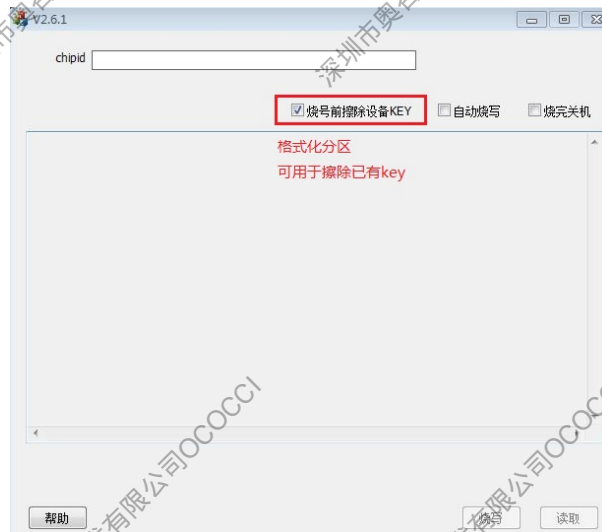 V2.6.1
chipid
烧号前擦除设备KEY 自动烧写 烧完关机
格式化分区
可用于擦除已有key
深圳市奥
有限公司OCOCCI
有限公司OCOCC
帮助 烧写 读取